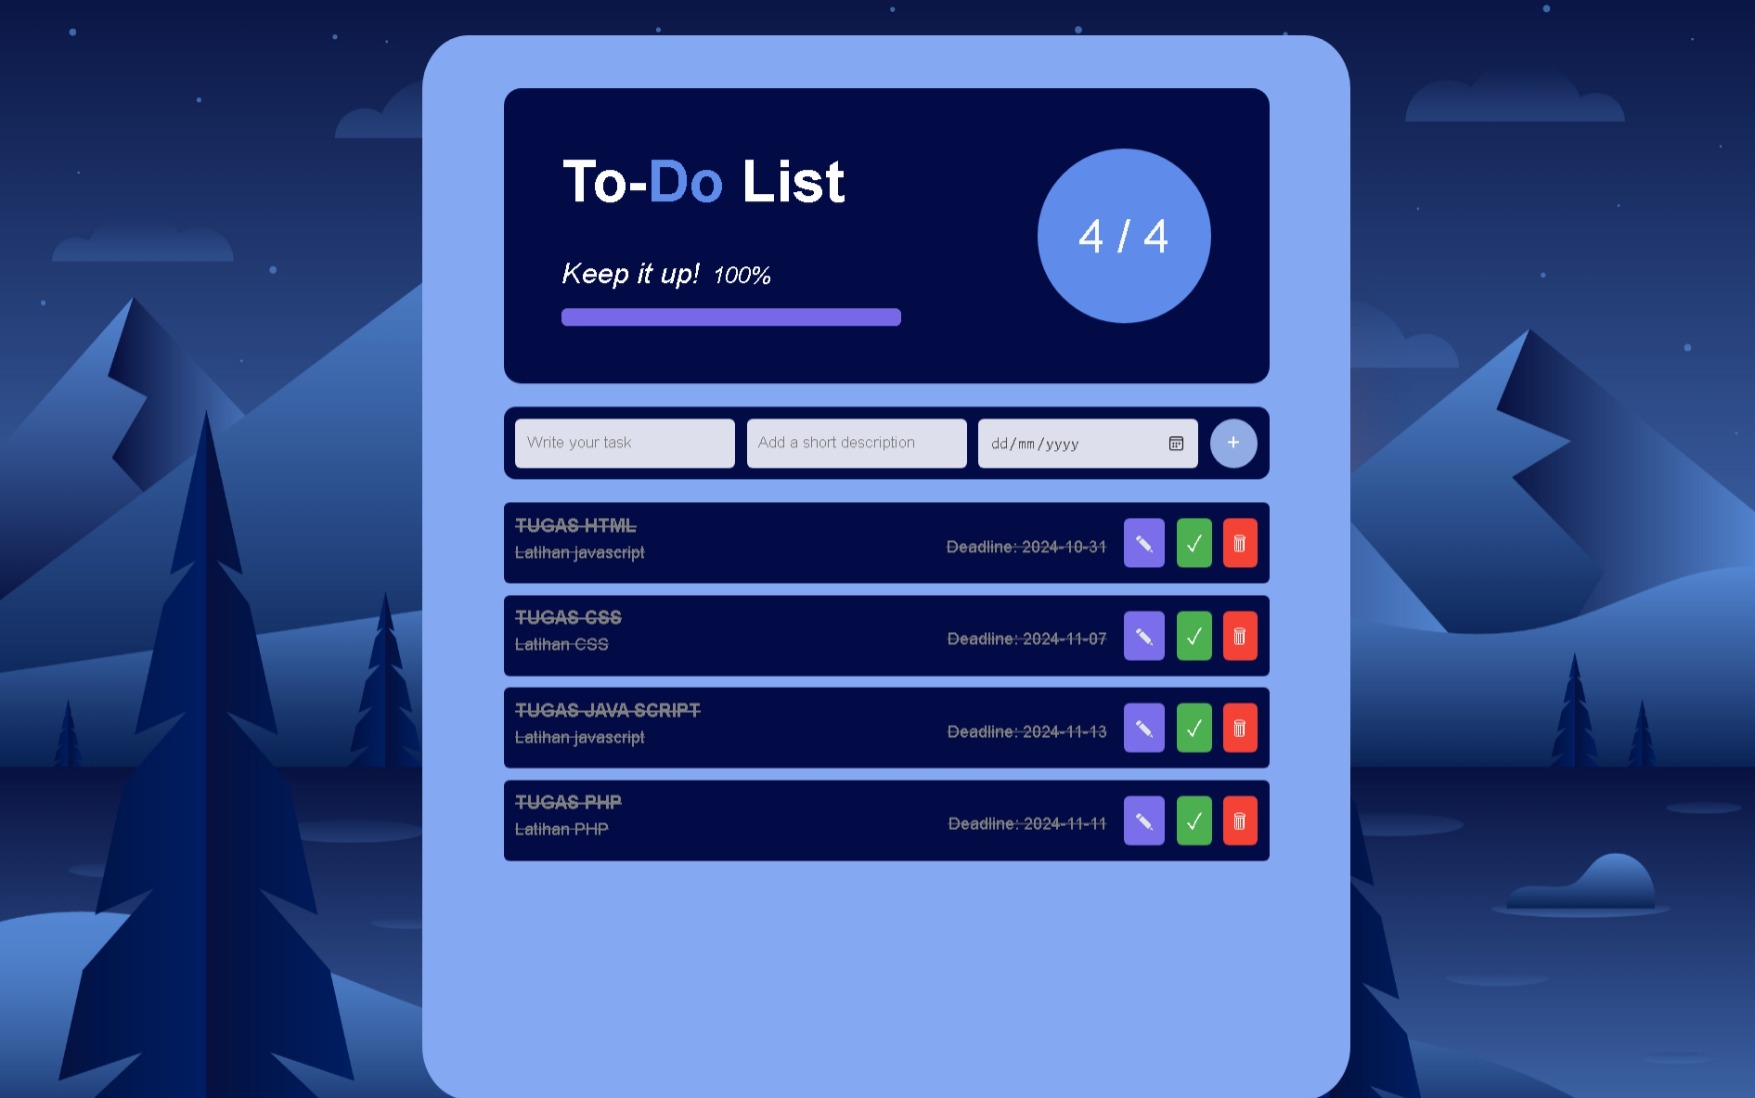 To-Do List
4 / 4
Keep it up! 100%
Write your task
Add a short description
dd/mm/yyyy
+
TUGAS HTML
Latihan javascript
Deadline: 2024-10-31
TUGAS CSS
Latihan CSS
Deadline: 2024-11-07
TUGAS JAVA SCRIPT
Latihan javascript
Deadline: 2024-11-13
TUGAS PHP
Latihan PHP
Deadline: 2024-11-11